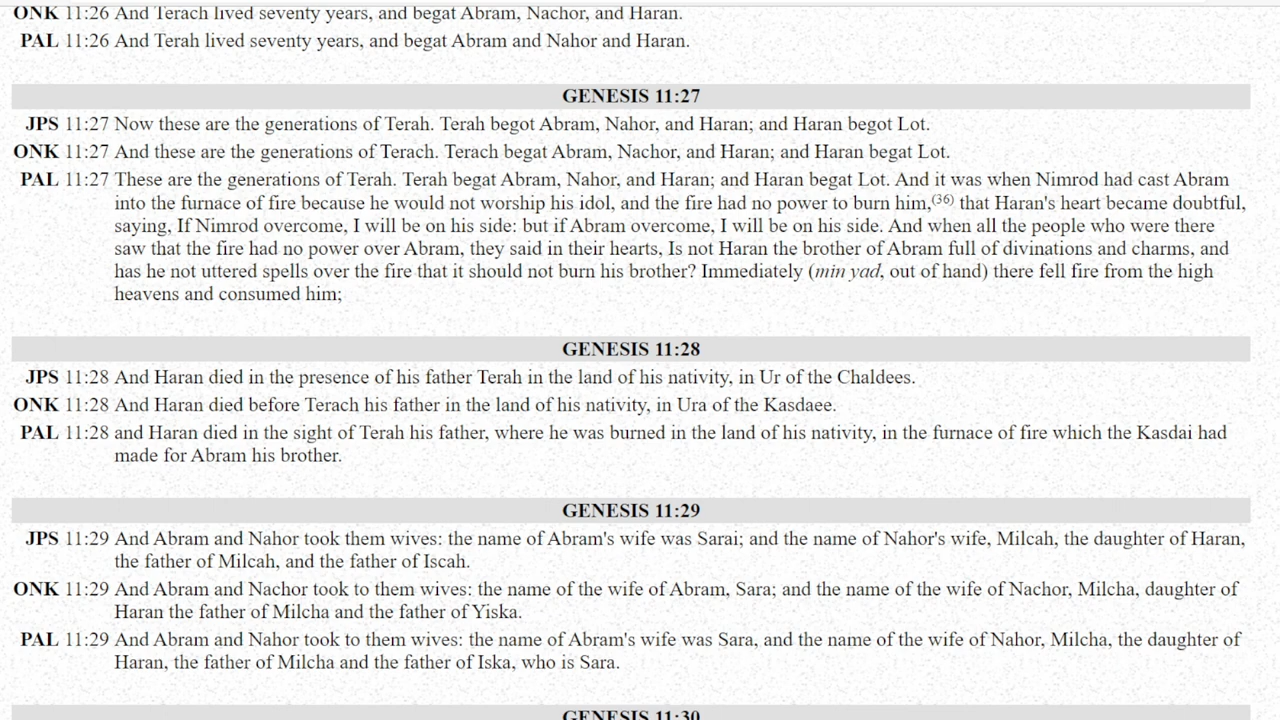 ONK 11:26 And Terach lived seventy years, and begat Abram, Nachor, and Haran.
PAL 11:26 And Terah lived seventy years, and begat Abram and Nahor and Haran.
GENESIS 11:27
JPS 11:27 Now these are the generations of Terah. Terah begot Abram, Nahor, and Haran; and Haran begot Lot.
ONK 11:27 And these are the generations of Terach. Terach begat Abram, Nachor, and Haran; and Haran begat Lot.
PAL 11:27 These are the generations of Terah. Terah begat Abram, Nahor, and Haran; and Haran begat Lot. And it was when Nimrod had cast Abram
into the furnace of fire because he would not worship his idol, and the fire had no power to burn him,(36) that Haran's heart became doubtful,
saying, If Nimrod overcome, I will be on his side: but if Abram overcome, I will be on his side. And when all the people who were there
saw that the fire had no power over Abram, they said in their hearts, Is not Haran the brother of Abram full of divinations and charms, and
has he not uttered spells over the fire that it should not burn his brother? Immediately (min yad, out of hand) there fell fire from the high
heavens and consumed him;
GENESIS 11:28
JPS 11:28 And Haran died in the presence of his father Terah in the land of his nativity, in Ur of the Chaldees.
ONK 11:28 And Haran died before Terach his father in the land of his nativity, in Ura of the Kasdaee.
PAL 11:28 and Haran died in the sight of Terah his father, where he was burned in the land of his nativity, in the furnace of fire which the Kasdai had
made for Abram his brother.
GENESIS 11:29
JPS 11:29 And Abram and Nahor took them wives: the name of Abram's wife was Sarai; and the name of Nahor's wife, Milcah, the daughter of Haran,
the father of Milcah, and the father of Iscah.
ONK 11:29 And Abram and Nachor took to them wives: the name of the wife of Abram, Sara; and the name of the wife of Nachor, Milcha, daughter of
Haran the father of Milcha and the father of Yiska.
PAL 11:29 And Abram and Nahor took to them wives: the name of Abram's wife was Sara, and the name of the wife of Nahor, Milcha, the daughter of
Haran, the father of Milcha and the father of Iska, who is Sara.
GENESIS 11:30